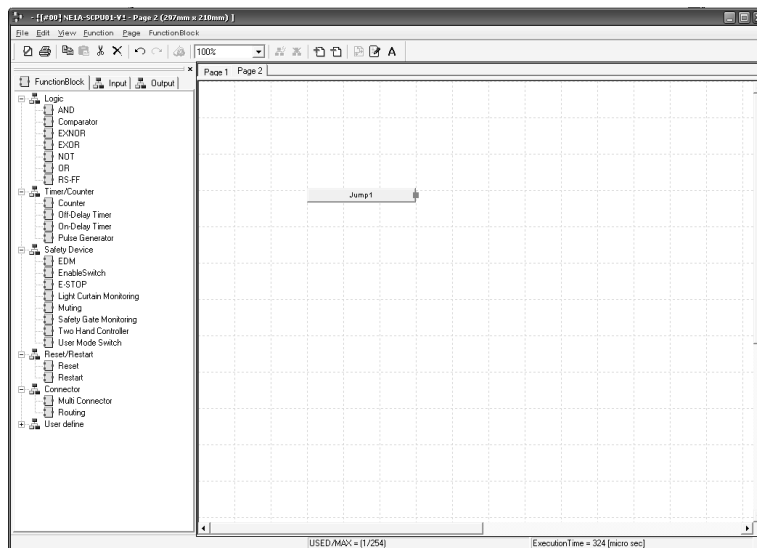 - [[#00] NE1A-SCPU01-V1 - Page 2 (297mm x 210mm) ]
File Edit View Function Page FunctionBlock
100%
A
FunctionBlock Input Output
Page 1 Page 2
Logic
AND
Comparator
EXNOR
EXOR
NOT
OR
RS-FF
Timer/Counter
Counter
Off-Delay Timer
On-Delay Timer
Pulse Generator
Safety Device
EDM
EnableSwitch
E-STOP
Light Curtain Monitoring
Muting
Safety Gate Monitoring
Two Hand Controller
User Mode Switch
Reset/Restart
Reset
Restart
Connector
Multi Connector
Routing
User define
Jump1
USED/MAX = (1/254)
ExecutionTime = 324 [micro sec]